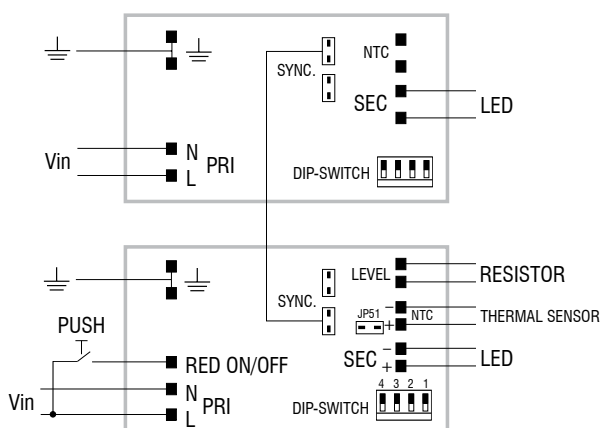 SYNC.
NTC
SEC
LED
Vin
N
PRI
L
DIP-SWITCH
LEVEL
RESISTOR
SYNC.
JP51
−
+
NTC
THERMAL SENSOR
PUSH
RED ON/OFF
SEC
−
+
LED
Vin
N
PRI
L
DIP-SWITCH
4 3 2 1